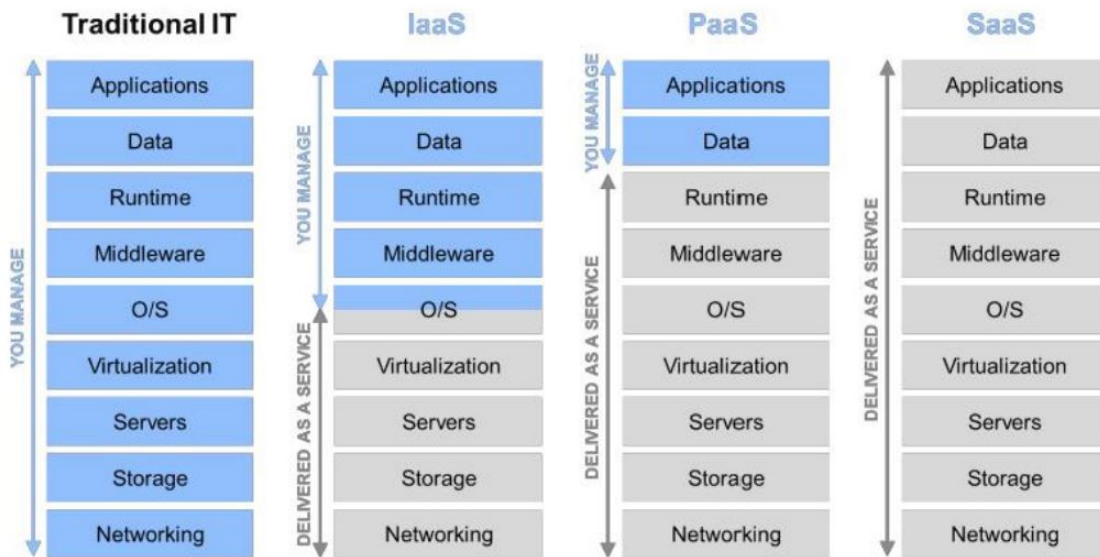 Traditional IT
YOU MANAGE
Applications
Data
Runtime
Middleware
O/S
Virtualization
Servers
Storage
Networking
IaaS
YOU MANAGE
DELIVERED AS A SERVICE
Applications
Data
Runtime
Middleware
O/S
Virtualization
Servers
Storage
Networking
PaaS
YOU MANAGE
DELIVERED AS A SERVICE
Applications
Data
Runtime
Middleware
O/S
Virtualization
Servers
Storage
Networking
SaaS
DELIVERED AS A SERVICE
Applications
Data
Runtime
Middleware
O/S
Virtualization
Servers
Storage
Networking